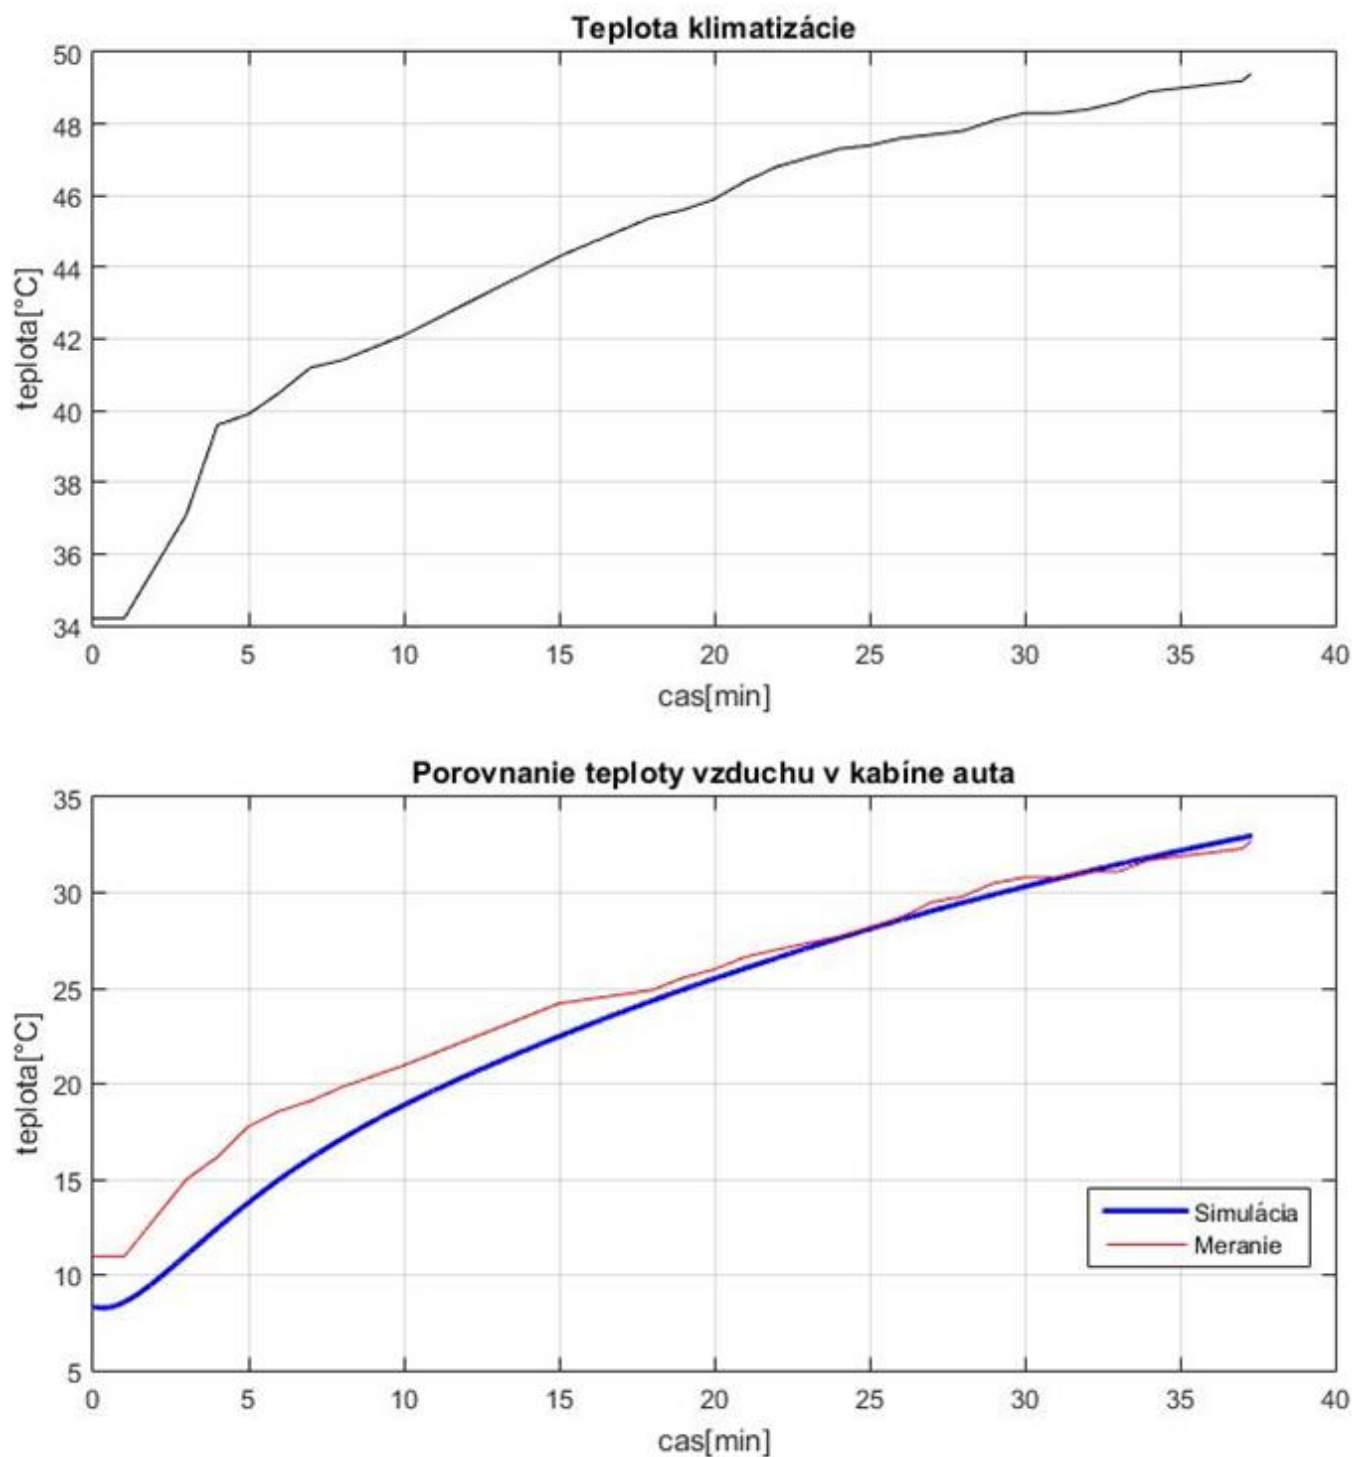 Teplota klimatizácie
50
48
46
44
42
40
38
36
34
teplota[°C]
0 5 10 15 20 25 30 35 40
cas[min]
Porovnanie teploty vzduchu v kabíne auta
35
30
25
20
15
10
5
teplota[°C]
Simulácia
Meranie
0 5 10 15 20 25 30 35 40
cas[min]